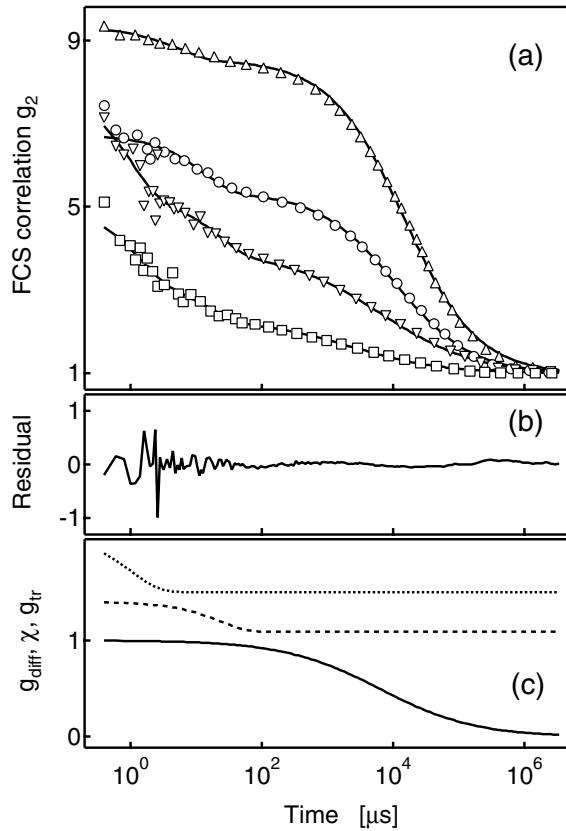 (a)
FCS correlation g2
9
5
1
(b)
Residual
1
0
-1
(c)
gdiff, χ, gtr
1
0
10^0 10^2 10^4 10^6
Time [μs]